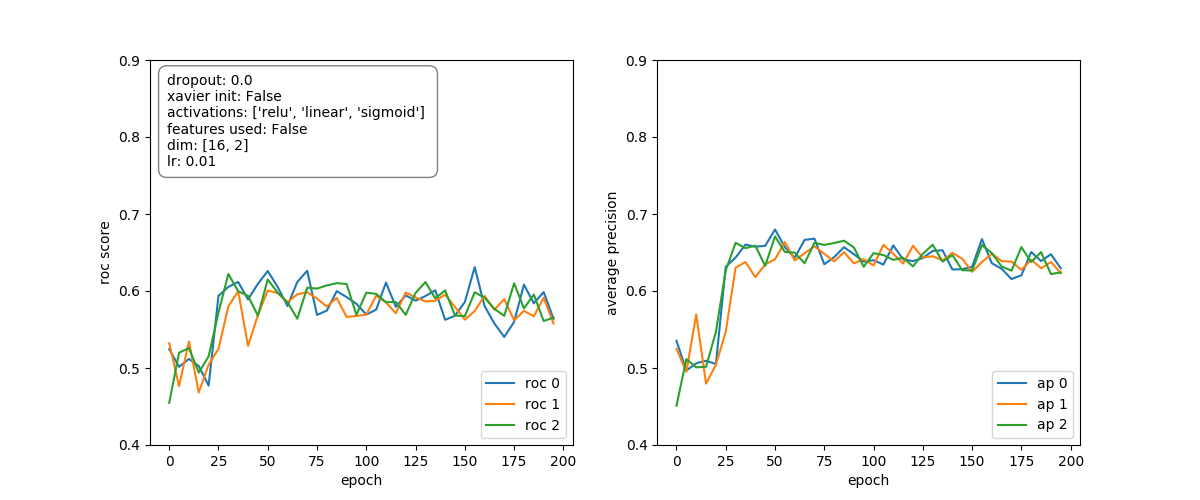 0.9
0.8
0.7
0.6
0.5
0.4
roc score
dropout: 0.0
xavier init: False
activations: ['relu', 'linear', 'sigmoid']
features used: False
dim: [16, 2]
lr: 0.01
roc 0
roc 1
roc 2
0 25 50 75 100 125 150 175 200
epoch
0.9
0.8
0.7
0.6
0.5
0.4
average precision
ap 0
ap 1
ap 2
0 25 50 75 100 125 150 175 200
epoch